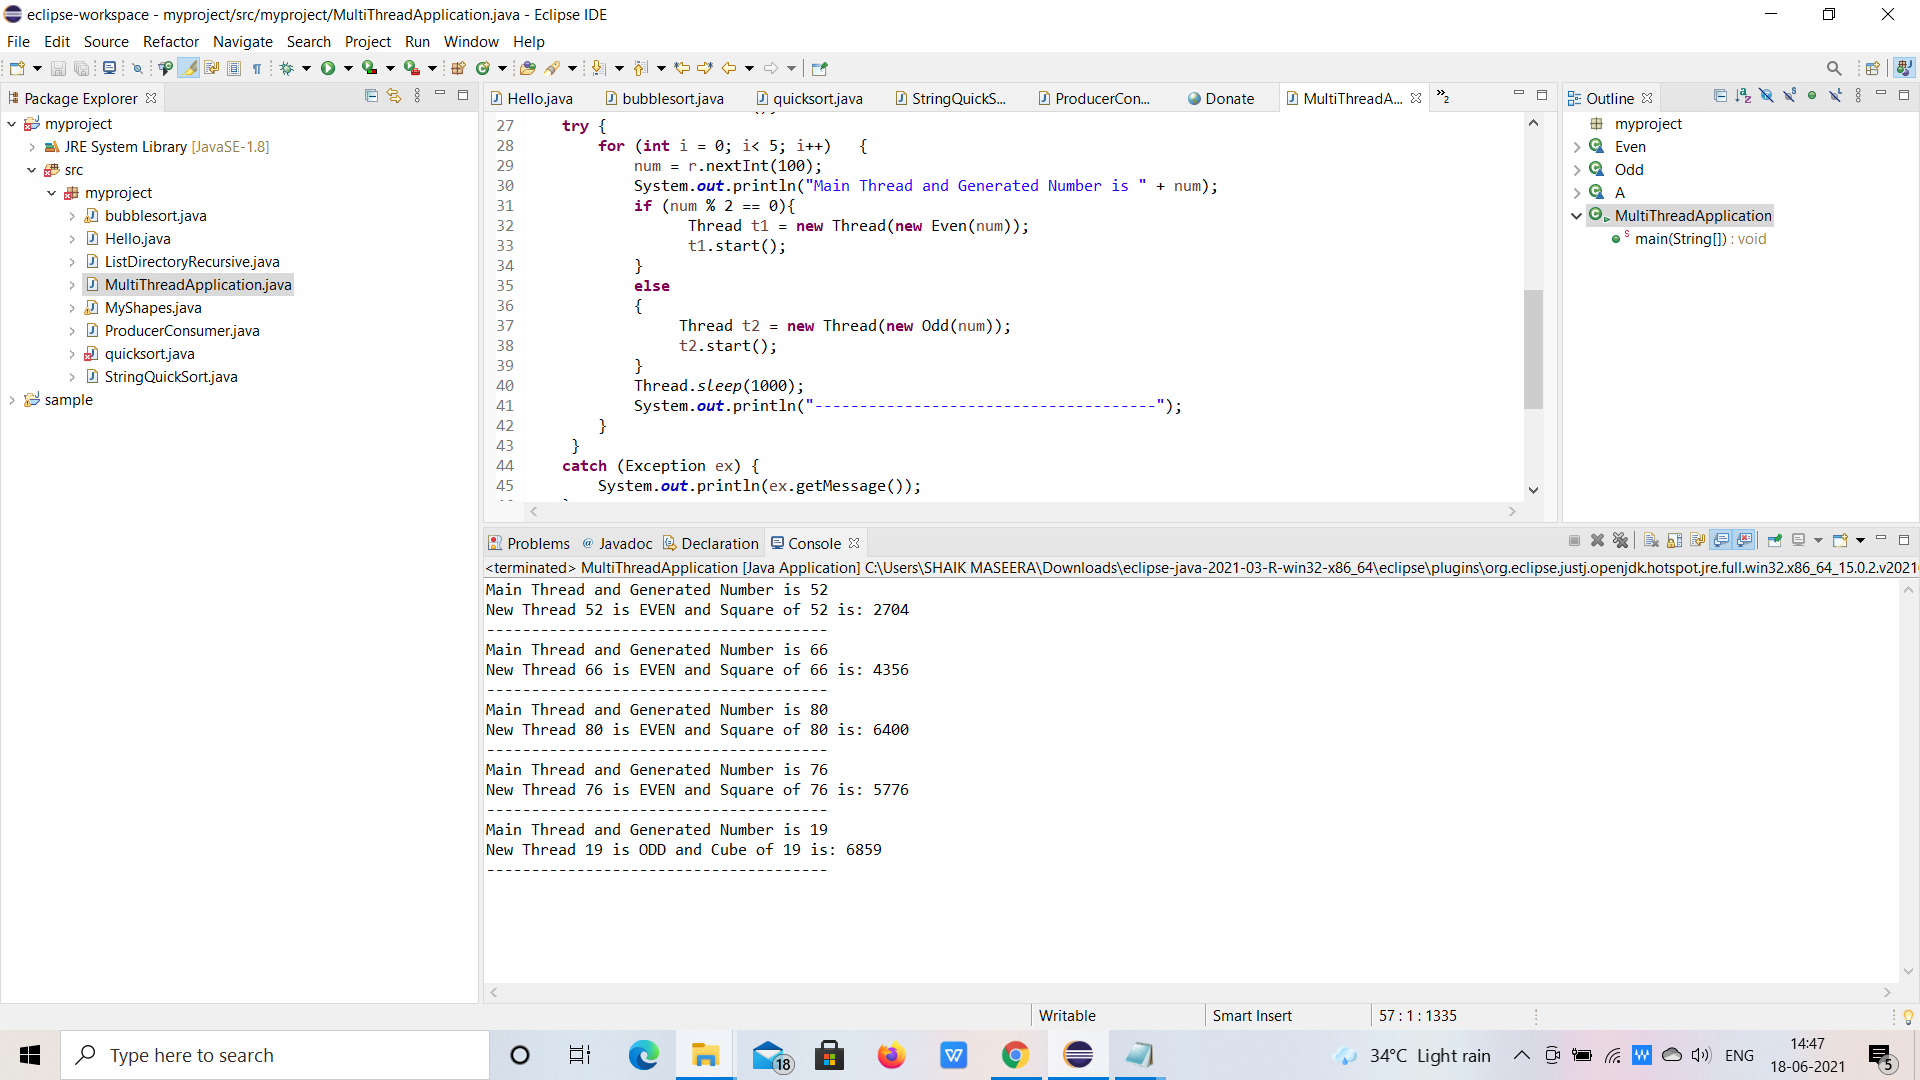 eclipse-workspace - myproject/src/myproject/MultiThreadApplication.java - Eclipse IDE
File Edit Source Refactor Navigate Search Project Run Window Help
Package Explorer
myproject
JRE System Library [JavaSE-1.8]
src
myproject
bubblesort.java
Hello.java
ListDirectoryRecursive.java
MultiThreadApplication.java
MyShapes.java
ProducerConsumer.java
quicksort.java
StringQuickSort.java
sample
Hello.java bubblesort.java quicksort.java StringQuickS... ProducerCon... Donate MultiThreadA... »2
27 try {
28 for (int i = 0; i< 5; i++) {
29 num = r.nextInt(100);
30 System.out.println("Main Thread and Generated Number is " + num);
31 if (num % 2 == 0){
32 Thread t1 = new Thread(new Even(num));
33 t1.start();
34 }
35 else
36 {
37 Thread t2 = new Thread(new Odd(num));
38 t2.start();
39 }
40 Thread.sleep(1000);
41 System.out.println("--------------------------------------");
42 }
43 }
44 catch (Exception ex) {
45 System.out.println(ex.getMessage());
Outline
myproject
Even
Odd
A
MultiThreadApplication
main(String[]) : void
Problems Javadoc Declaration Console
<terminated> MultiThreadApplication [Java Application] C:\Users\SHAIK MASEERA\Downloads\eclipse-java-2021-03-R-win32-x86_64\eclipse\plugins\org.eclipse.justj.openjdk.hotspot.jre.full.win32.x86_64_15.0.2.v2021
Main Thread and Generated Number is 52
New Thread 52 is EVEN and Square of 52 is: 2704
--------------------------------------
Main Thread and Generated Number is 66
New Thread 66 is EVEN and Square of 66 is: 4356
--------------------------------------
Main Thread and Generated Number is 80
New Thread 80 is EVEN and Square of 80 is: 6400
--------------------------------------
Main Thread and Generated Number is 76
New Thread 76 is EVEN and Square of 76 is: 5776
--------------------------------------
Main Thread and Generated Number is 19
New Thread 19 is ODD and Cube of 19 is: 6859
--------------------------------------
Writable Smart Insert 57 : 1 : 1335
Type here to search
18
34°C Light rain
ENG
14:47
18-06-2021
5